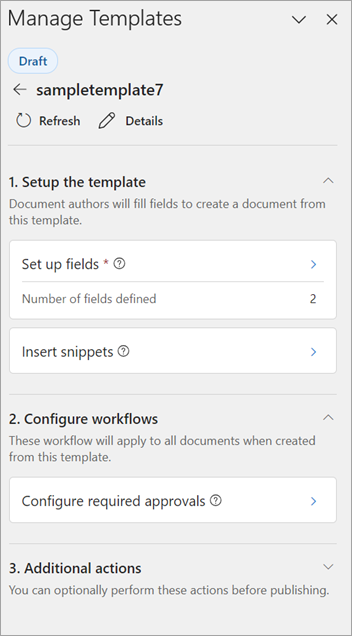 Manage Templates
Draft
sampletemplate7
Refresh Details
1. Setup the template
Document authors will fill fields to create a document from
this template.
Set up fields *
Number of fields defined 2
Insert snippets
2. Configure workflows
These workflow will apply to all documents when created
from this template.
Configure required approvals
3. Additional actions
You can optionally perform these actions before publishing.